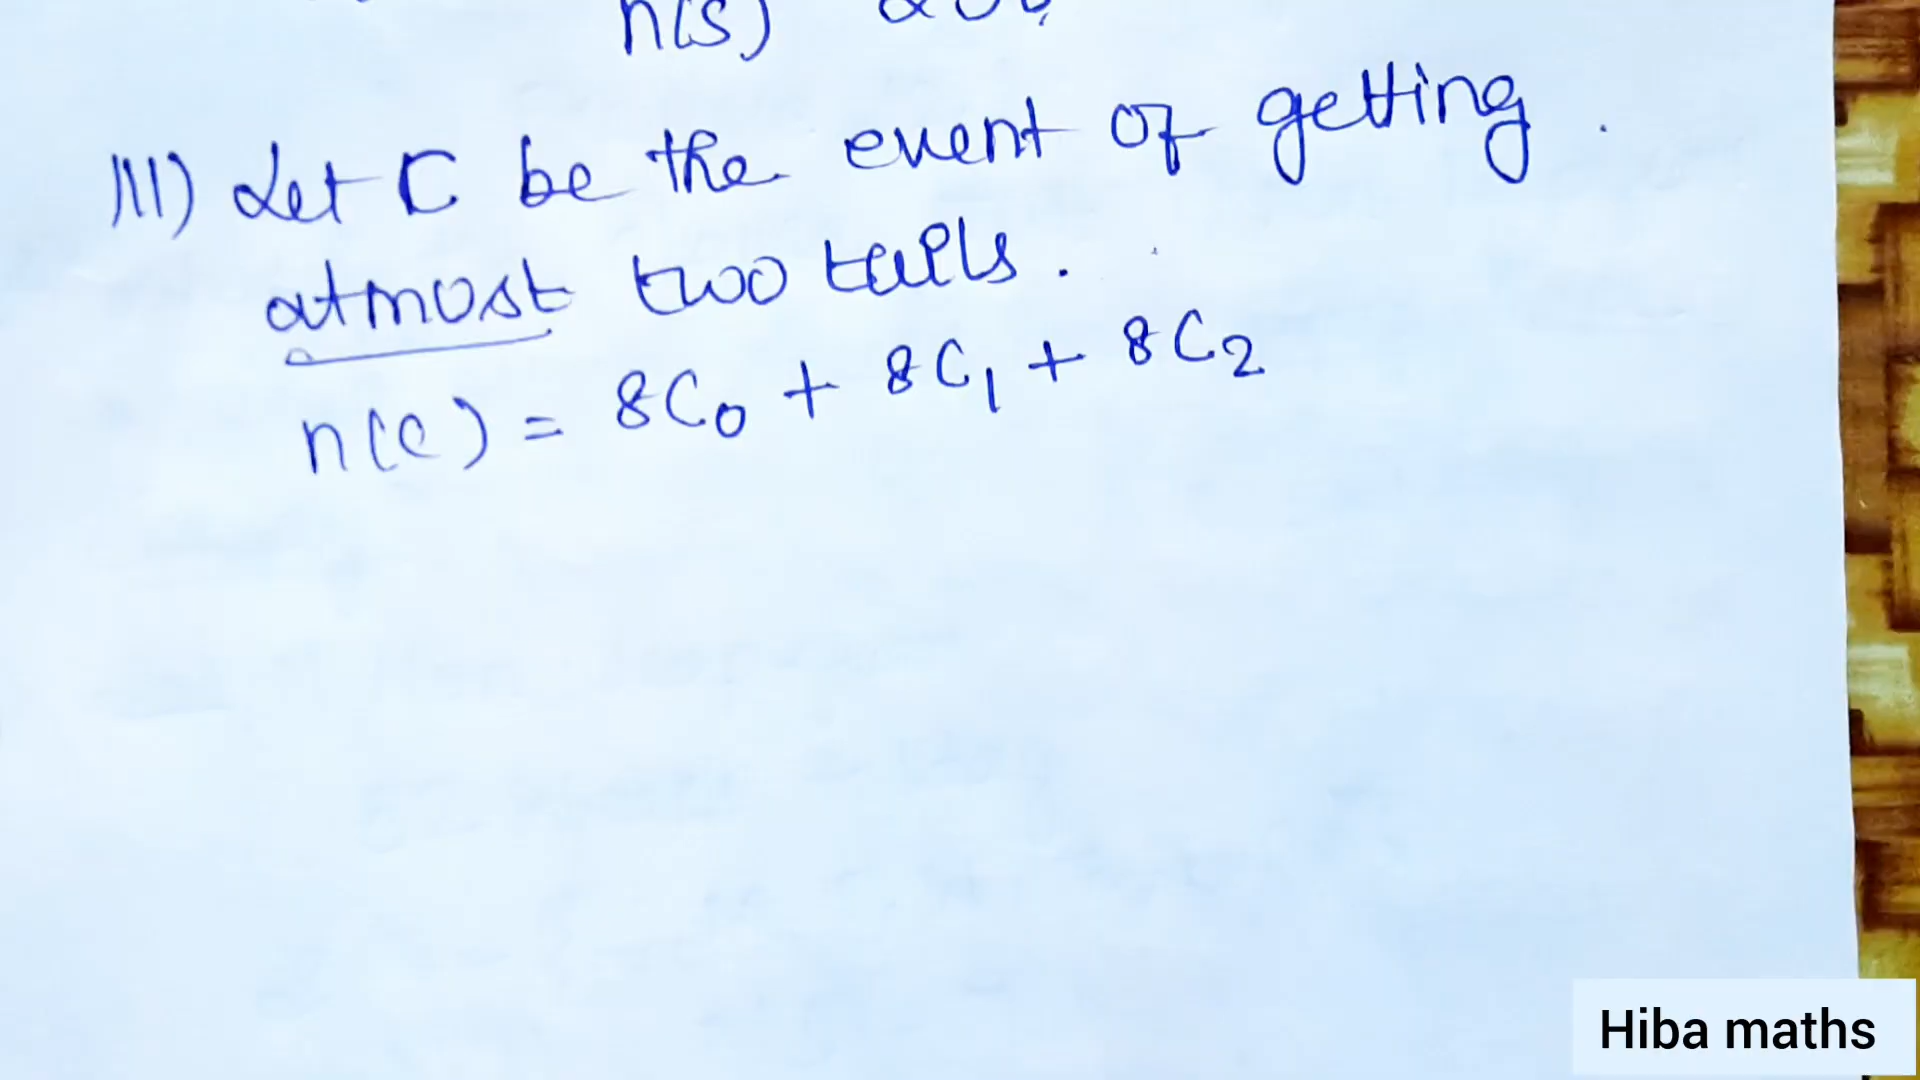 n(s)
III) Let C be the event of getting
atmost two tails.
n(c) = 8C0 + 8C1 + 8C2
Hiba maths